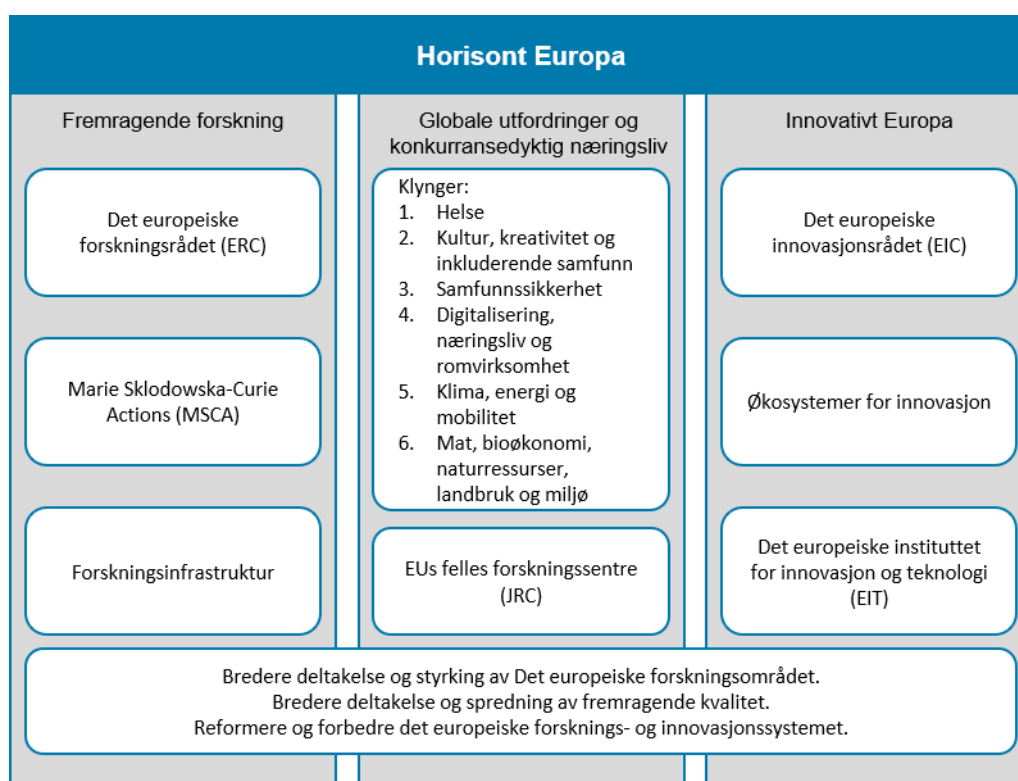 Horisont Europa
Fremragende forskning
Det europeiske
forskningsrådet (ERC)
Marie Sklodowska-Curie
Actions (MSCA)
Forskningsinfrastruktur
Globale utfordringer og
konkurransedyktig næringsliv
Klynger:
1. Helse
2. Kultur, kreativitet og
inkluderende samfunn
3. Samfunnssikkerhet
4. Digitalisering,
næringsliv og
romvirksomhet
5. Klima, energi og
mobilitet
6. Mat, bioøkonomi,
naturressurser,
landbruk og miljø
EUs felles forskningssentre
(JRC)
Innovativt Europa
Det europeiske
innovasjonsrådet (EIC)
Økosystemer for innovasjon
Det europeiske instituttet
for innovasjon og teknologi
(EIT)
Bredere deltakelse og styrking av Det europeiske forskningsområdet.
Bredere deltakelse og spredning av fremragende kvalitet.
Reformere og forbedre det europeiske forsknings- og innovasjonssystemet.